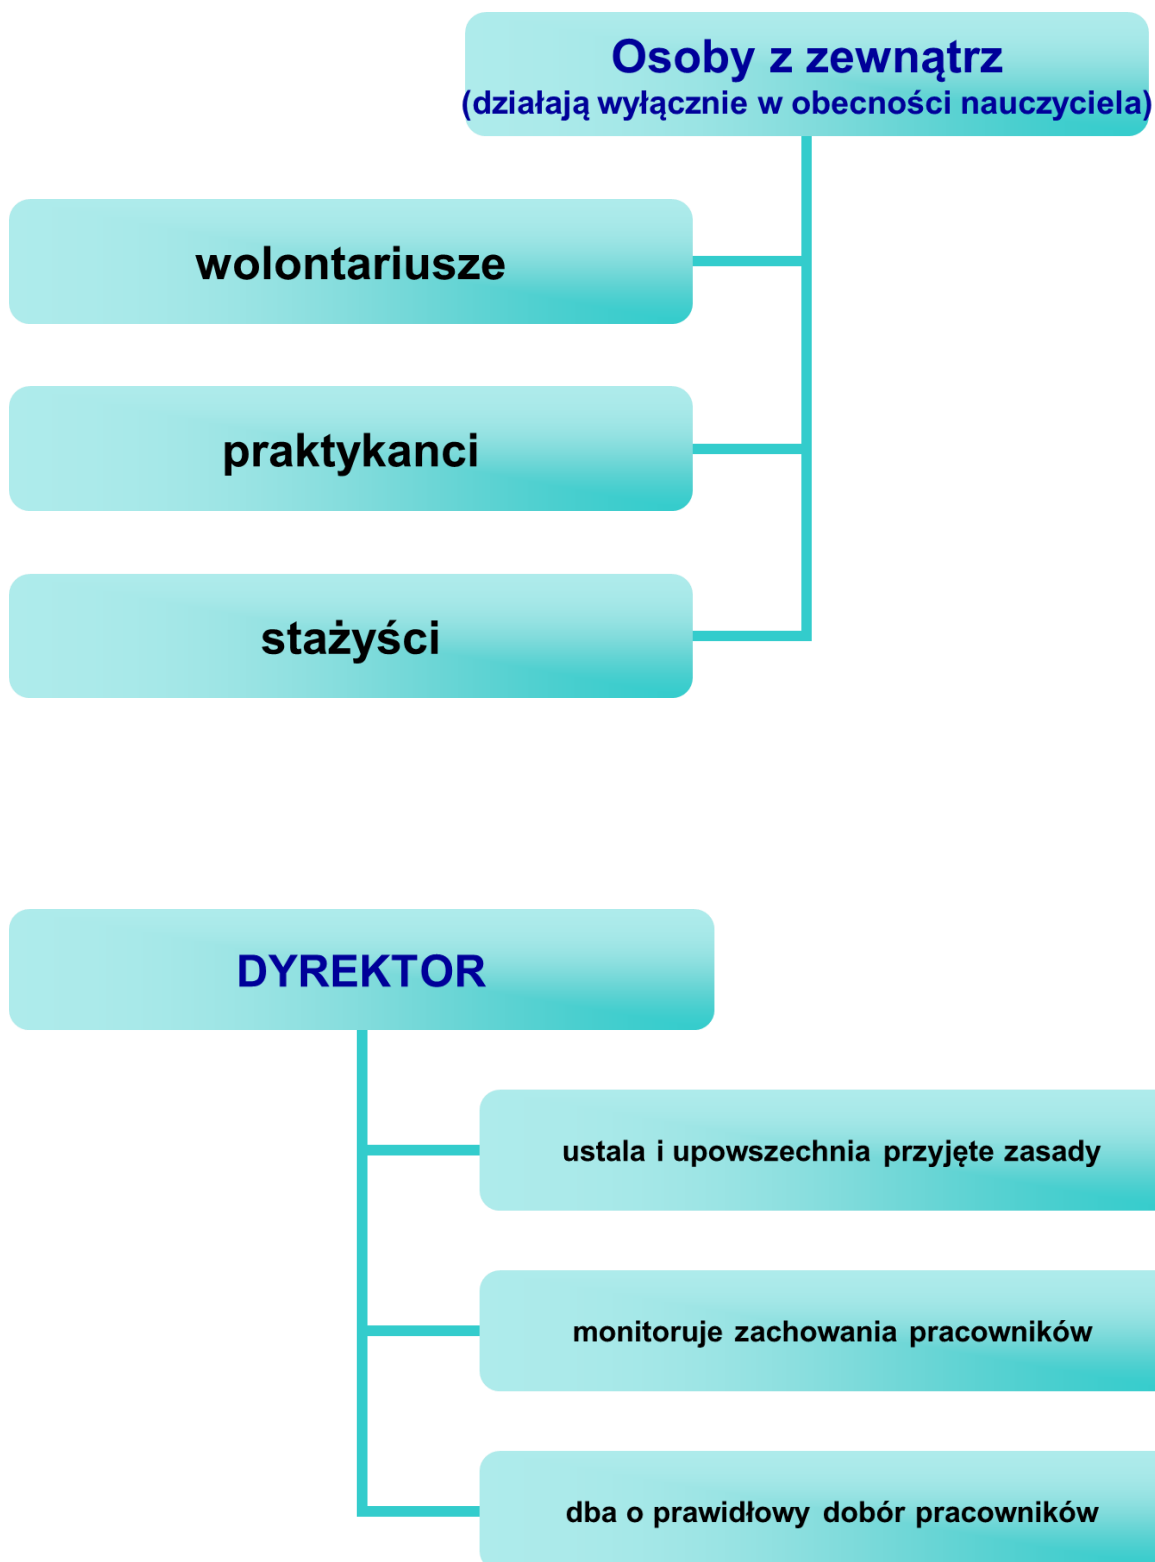 Osoby z zewnątrz
(działają wyłącznie w obecności nauczyciela)
wolontariusze
praktykanci
stażyści
DYREKTOR
ustala i upowszechnia przyjęte zasady
monitoruje zachowania pracowników
dba o prawidłowy dobór pracowników